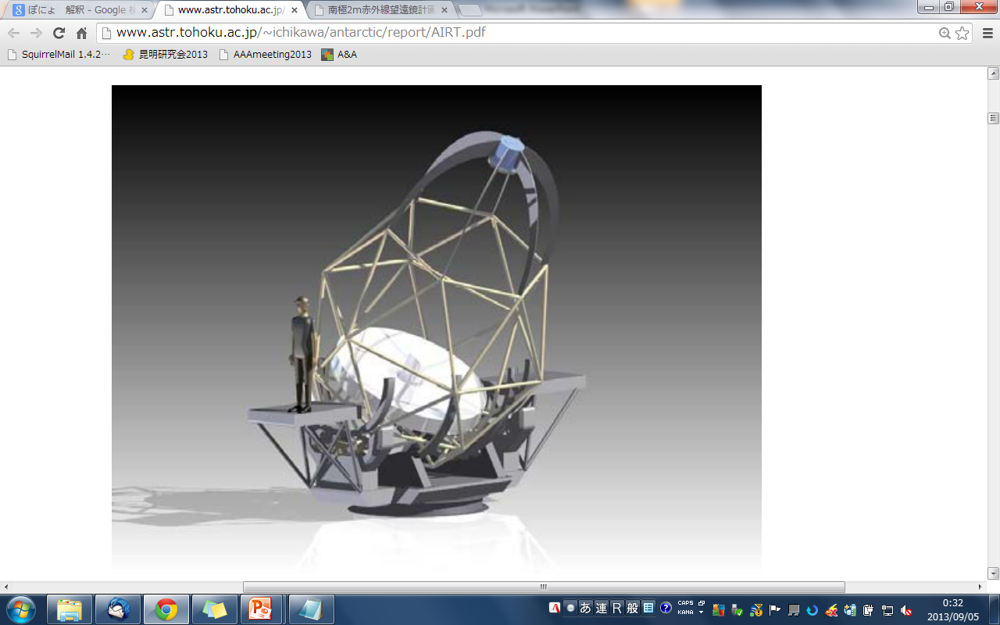 ぽにょ 解釈 - Google 検
www.astr.tohoku.ac.jp/
南極2m赤外線望遠鏡計画
Microsoft PowerPoint
www.astr.tohoku.ac.jp/~ichikawa/antarctic/report/AIRT.pdf
SquirrelMail 1.4.2…
昆明研究会2013
AAAmeeting2013
A&A
A
あ
連
R
般
CAPS
KANA
0:32
2013/09/05